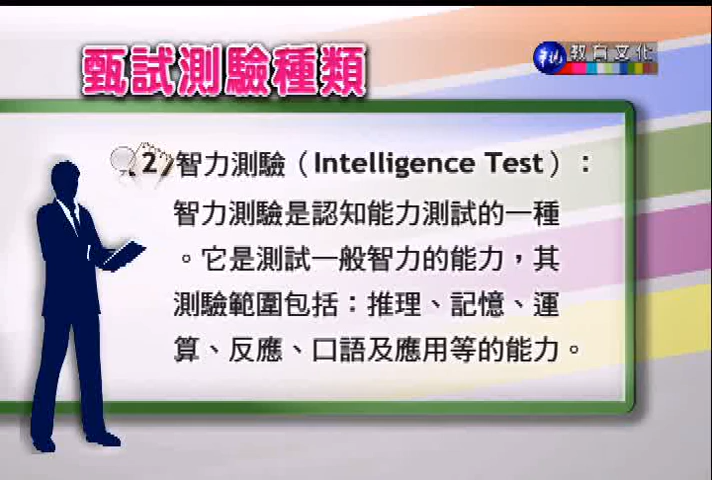 甄試測驗種類
華視 教育文化
(2)智力測驗（Intelligence Test）：
智力測驗是認知能力測試的一種
。它是測試一般智力的能力，其
測驗範圍包括：推理、記憶、運
算、反應、口語及應用等的能力。